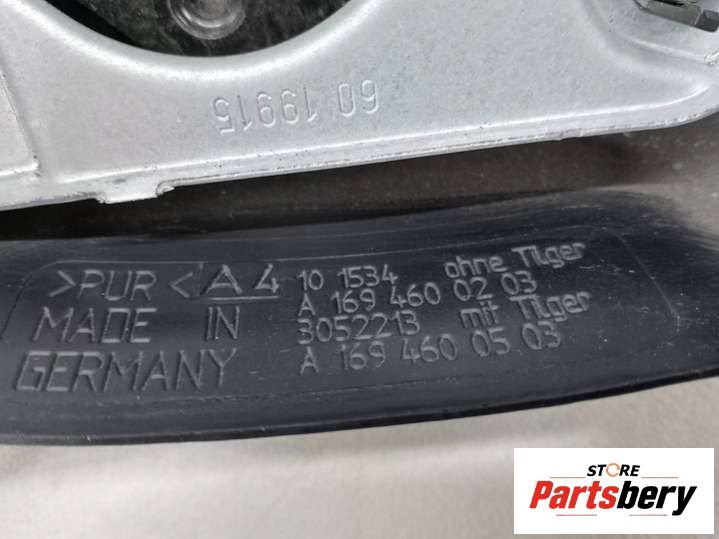 60 19915
>PUR< A4 10 1534 ohne Tilger
A 169 460 02 03
MADE IN 3052213 mit Tilger
GERMANY A 169 460 05 03
STORE
Partsbery